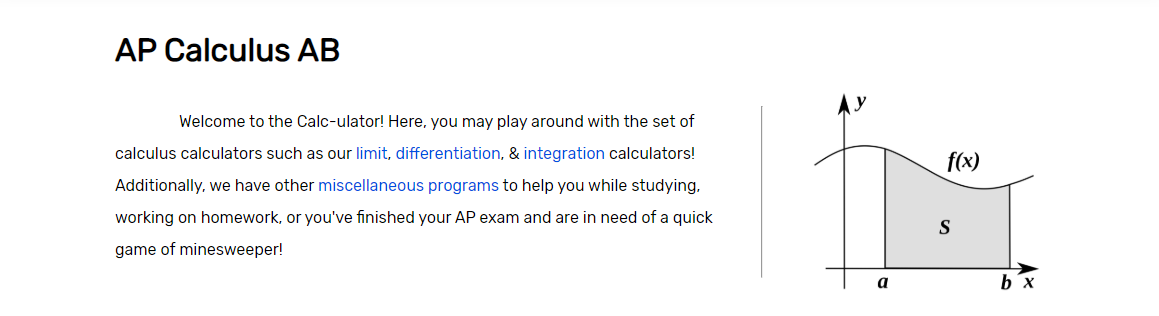 AP Calculus AB
Welcome to the Calc-ulator! Here, you may play around with the set of
calculus calculators such as our limit, differentiation, & integration calculators!
Additionally, we have other miscellaneous programs to help you while studying,
working on homework, or you've finished your AP exam and are in need of a quick
game of minesweeper!
y
f(x)
S
a
b x